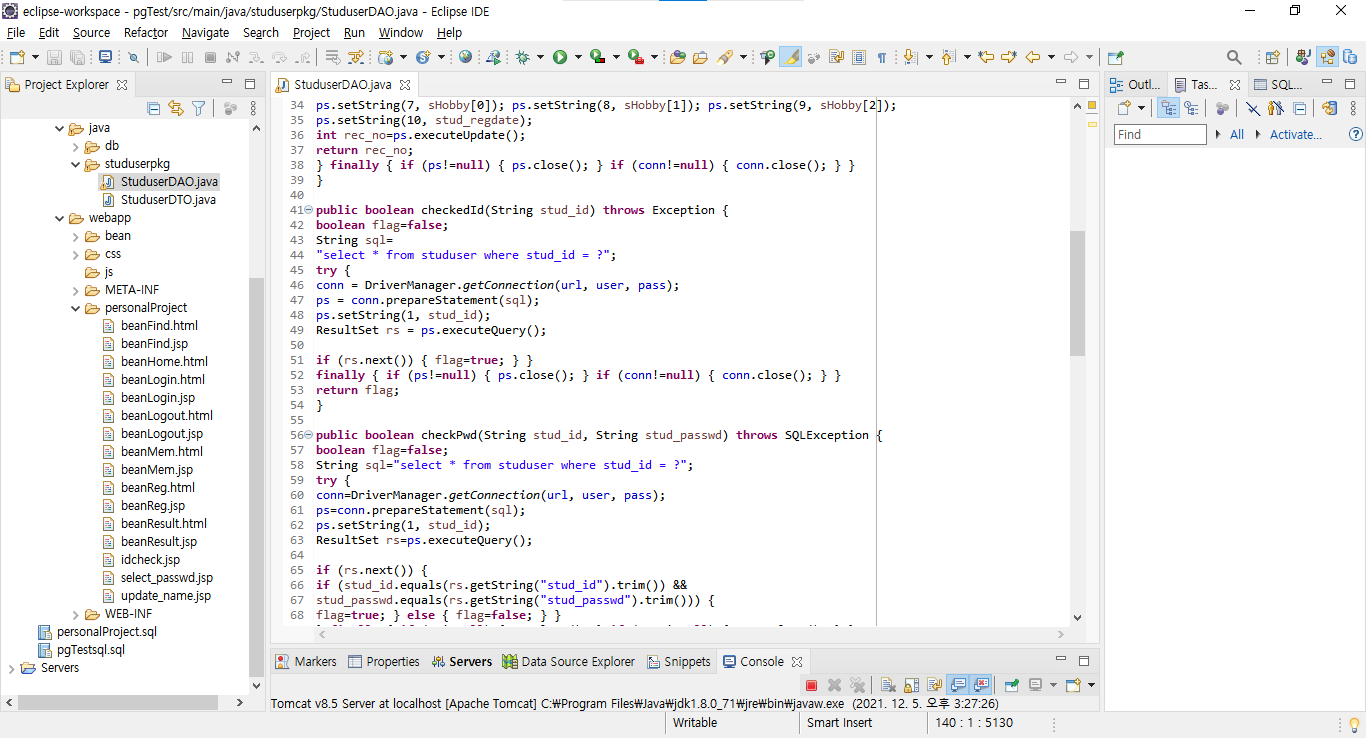 eclipse-workspace - pgTest/src/main/java/studuserpkg/StuduserDAO.java - Eclipse IDE
File Edit Source Refactor Navigate Search Project Run Window Help
Project Explorer
java
db
studuserpkg
StuduserDAO.java
StuduserDTO.java
webapp
bean
css
js
META-INF
personalProject
beanFind.html
beanFind.jsp
beanHome.html
beanLogin.html
beanLogin.jsp
beanLogout.html
beanLogout.jsp
beanMem.html
beanMem.jsp
beanReg.html
beanReg.jsp
beanResult.html
beanResult.jsp
idcheck.jsp
select_passwd.jsp
update_name.jsp
WEB-INF
personalProject.sql
pgTestsql.sql
Servers
StuduserDAO.java
34 ps.setString(7, sHobby[0]); ps.setString(8, sHobby[1]); ps.setString(9, sHobby[2]);
35 ps.setString(10, stud_regdate);
36 int rec_no=ps.executeUpdate();
37 return rec_no;
38 } finally { if (ps!=null) { ps.close(); } if (conn!=null) { conn.close(); } }
39 }
40
41 public boolean checkedId(String stud_id) throws Exception {
42 boolean flag=false;
43 String sql=
44 "select * from studuser where stud_id = ?";
45 try {
46 conn = DriverManager.getConnection(url, user, pass);
47 ps = conn.prepareStatement(sql);
48 ps.setString(1, stud_id);
49 ResultSet rs = ps.executeQuery();
50
51 if (rs.next()) { flag=true; } }
52 finally { if (ps!=null) { ps.close(); } if (conn!=null) { conn.close(); } }
53 return flag;
54 }
55
56 public boolean checkPwd(String stud_id, String stud_passwd) throws SQLException {
57 boolean flag=false;
58 String sql="select * from studuser where stud_id = ?";
59 try {
60 conn=DriverManager.getConnection(url, user, pass);
61 ps=conn.prepareStatement(sql);
62 ps.setString(1, stud_id);
63 ResultSet rs=ps.executeQuery();
64
65 if (rs.next()) {
66 if (stud_id.equals(rs.getString("stud_id").trim()) &&
67 stud_passwd.equals(rs.getString("stud_passwd").trim())) {
68 flag=true; } else { flag=false; } }
Outl... Tas... SQL...
Find All Activate...
Markers Properties Servers Data Source Explorer Snippets Console
Tomcat v8.5 Server at localhost [Apache Tomcat] C:₩Program Files₩Java₩jdk1.8.0_71₩jre₩bin₩javaw.exe (2021. 12. 5. 오후 3:27:26)
Writable Smart Insert 140 : 1 : 5130